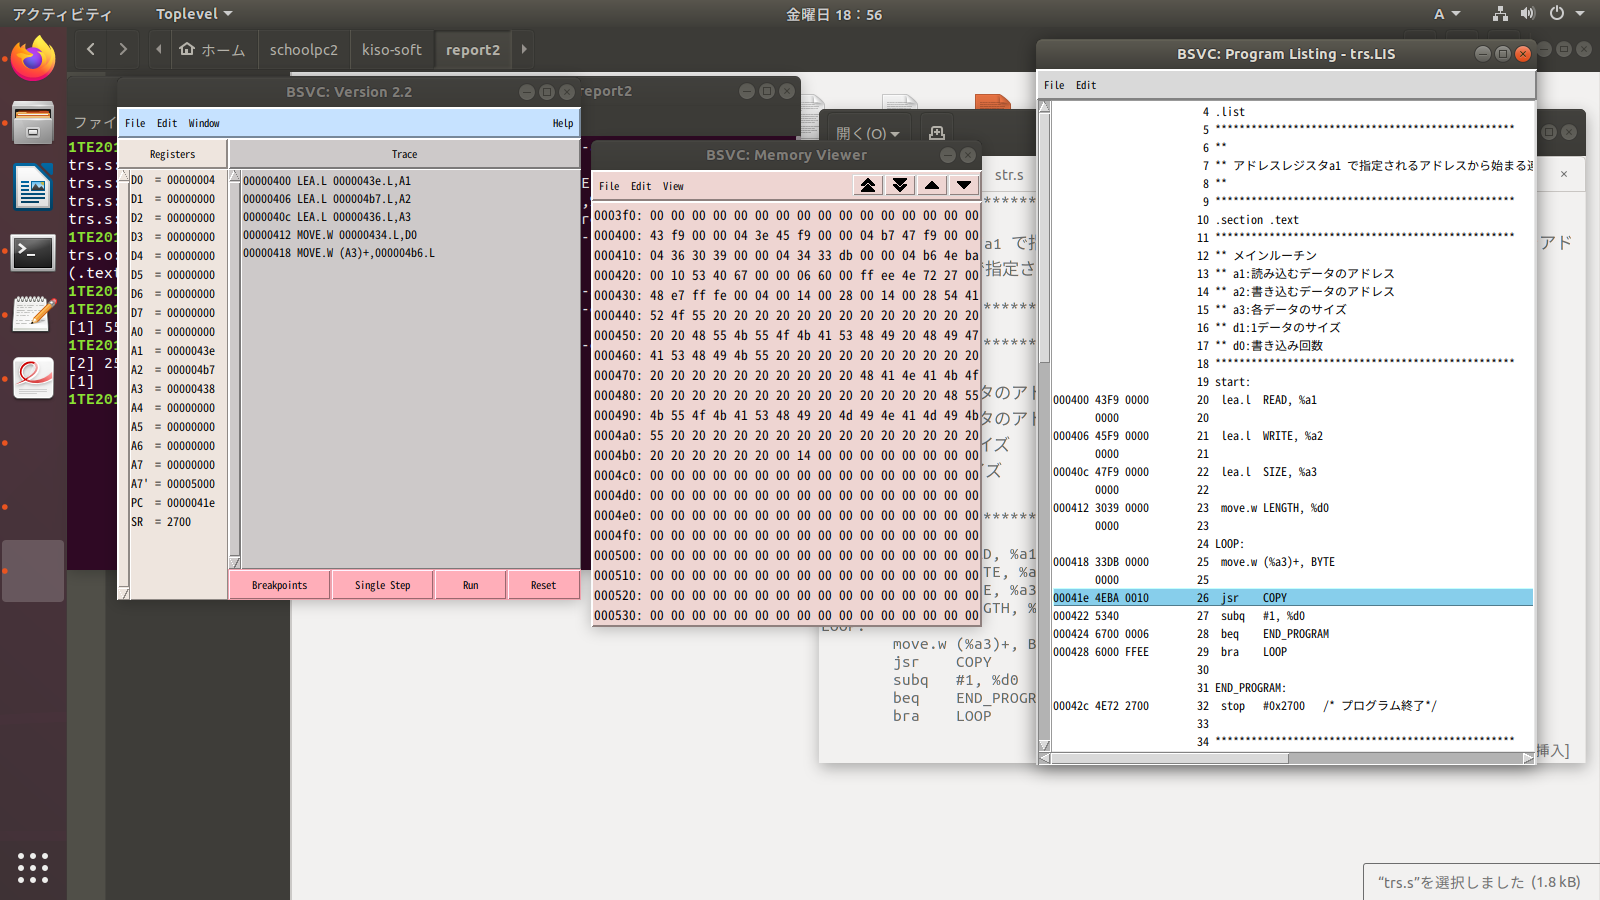 アクティビティ
Toplevel
金曜日 18：56
A
ホーム
schoolpc2
kiso-soft
report2
BSVC: Version 2.2
File Edit Window Help
Registers
Trace
D0 = 00000004
D1 = 00000000
D2 = 00000000
D3 = 00000000
D4 = 00000000
D5 = 00000000
D6 = 00000000
D7 = 00000000
A0 = 00000000
A1 = 0000043e
A2 = 000004b7
A3 = 00000438
A4 = 00000000
A5 = 00000000
A6 = 00000000
A7 = 00000000
A7' = 00005000
PC = 0000041e
SR = 2700
00000400 LEA.L 0000043e.L,A1
00000406 LEA.L 000004b7.L,A2
0000040c LEA.L 00000436.L,A3
00000412 MOVE.W 00000434.L,D0
00000418 MOVE.W (A3)+,000004b6.L
Breakpoints
Single Step
Run
Reset
ファイ
1TE201
trs.s:
trs.s:
trs.s:
trs.s:
1TE201
trs.o:
(.text
1TE201
1TE201
[1] 55
1TE201
[2] 25
[1]
1TE201
report2
BSVC: Memory Viewer
File Edit View
0003f0: 00 00 00 00 00 00 00 00 00 00 00 00 00 00 00 00
000400: 43 f9 00 00 04 3e 45 f9 00 00 04 b7 47 f9 00 00
000410: 04 36 30 39 00 00 04 34 33 db 00 00 04 b6 4e ba
000420: 00 10 53 40 67 00 00 06 60 00 ff ee 4e 72 27 00
000430: 48 e7 ff fe 00 04 00 14 00 28 00 14 00 28 54 41
000440: 52 4f 55 20 20 20 20 20 20 20 20 20 20 20 20 20
000450: 20 20 48 55 4b 55 4f 4b 41 53 48 49 20 48 49 47
000460: 41 53 48 49 4b 55 20 20 20 20 20 20 20 20 20 20
000470: 20 20 20 20 20 20 20 20 20 20 48 41 4e 41 4b 4f
000480: 20 20 20 20 20 20 20 20 20 20 20 20 20 20 48 55
000490: 4b 55 4f 4b 41 53 48 49 20 4d 49 4e 41 4d 49 4b
0004a0: 55 20 20 20 20 20 20 20 20 20 20 20 20 20 20 20
0004b0: 20 20 20 20 20 20 00 14 00 00 00 00 00 00 00 00
0004c0: 00 00 00 00 00 00 00 00 00 00 00 00 00 00 00 00
0004d0: 00 00 00 00 00 00 00 00 00 00 00 00 00 00 00 00
0004e0: 00 00 00 00 00 00 00 00 00 00 00 00 00 00 00 00
0004f0: 00 00 00 00 00 00 00 00 00 00 00 00 00 00 00 00
000500: 00 00 00 00 00 00 00 00 00 00 00 00 00 00 00 00
000510: 00 00 00 00 00 00 00 00 00 00 00 00 00 00 00 00
000520: 00 00 00 00 00 00 00 00 00 00 00 00 00 00 00 00
000530: 00 00 00 00 00 00 00 00 00 00 00 00 00 00 00 00
開く(O)
str.s
a1 で指
アド
で指定さ
タのアド
タのアド
イズ
D, %a1
TE, %a
E, %a3
GTH, %
LOOP:
move.w (%a3)+, B
jsr COPY
subq #1, %d0
beq END_PROGR
bra LOOP
挿入]
BSVC: Program Listing - trs.LIS
File Edit
4 .list
5 **************************************************
6 **
7 ** アドレスレジスタa1 で指定されるアドレスから始まる連
8 **
9 **************************************************
10 .section .text
11 **************************************************
12 ** メインルーチン
13 ** a1:読み込むデータのアドレス
14 ** a2:書き込むデータのアドレス
15 ** a3:各データのサイズ
16 ** d1:1データのサイズ
17 ** d0:書き込み回数
18 **************************************************
19 start:
000400 43F9 0000 20 lea.l READ, %a1
0000 20
000406 45F9 0000 21 lea.l WRITE, %a2
0000 21
00040c 47F9 0000 22 lea.l SIZE, %a3
0000 22
000412 3039 0000 23 move.w LENGTH, %d0
0000 23
24 LOOP:
000418 33DB 0000 25 move.w (%a3)+, BYTE
0000 25
00041e 4EBA 0010 26 jsr COPY
000422 5340 27 subq #1, %d0
000424 6700 0006 28 beq END_PROGRAM
000428 6000 FFEE 29 bra LOOP
30
31 END_PROGRAM:
00042c 4E72 2700 32 stop #0x2700 /* プログラム終了*/
33
34 **************************************************
“trs.s”を選択しました (1.8 kB)